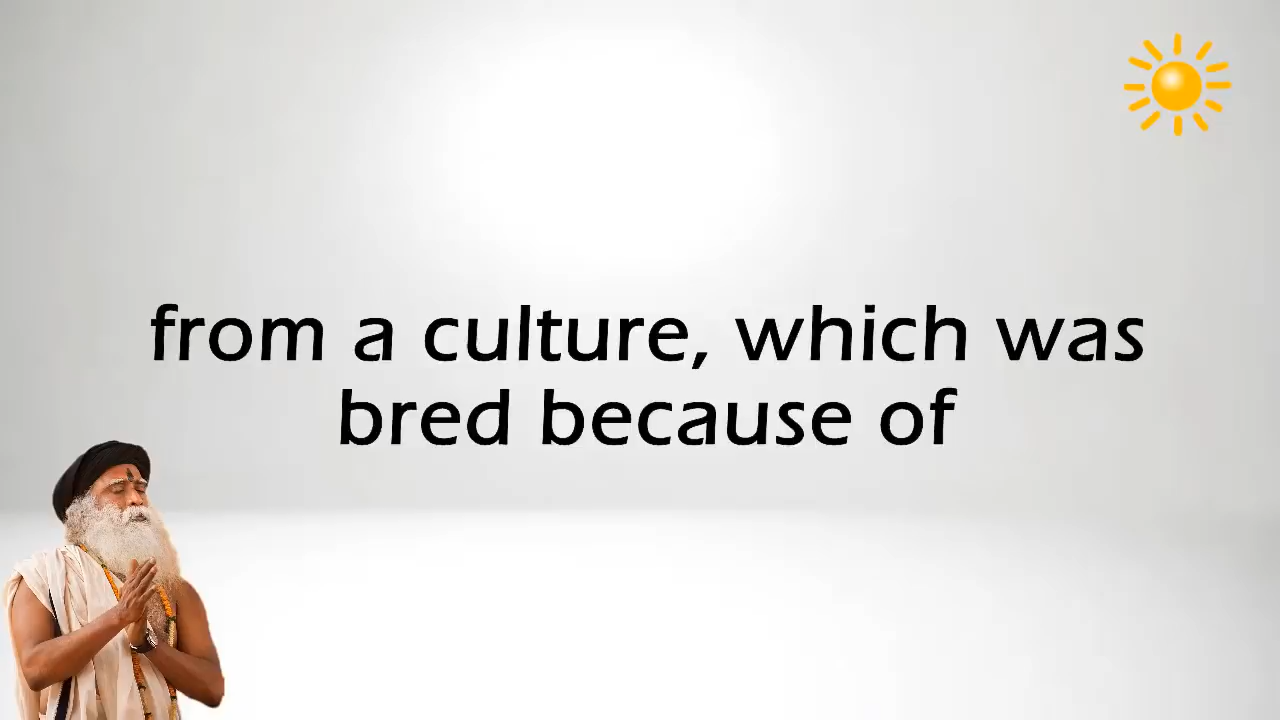 from a culture, which was
bred because of